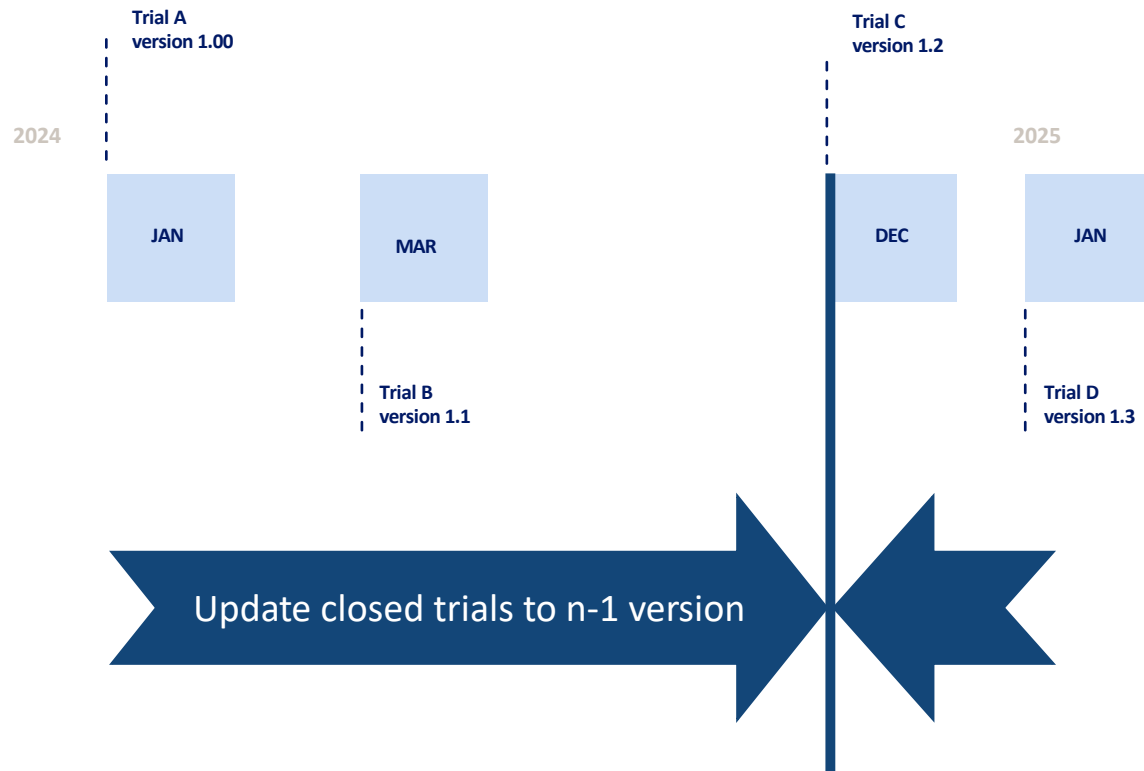 Trial A
version 1.00
Trial C
version 1.2
2024
2025
JAN
MAR
DEC
JAN
Trial B
version 1.1
Trial D
version 1.3
Update closed trials to n-1 version